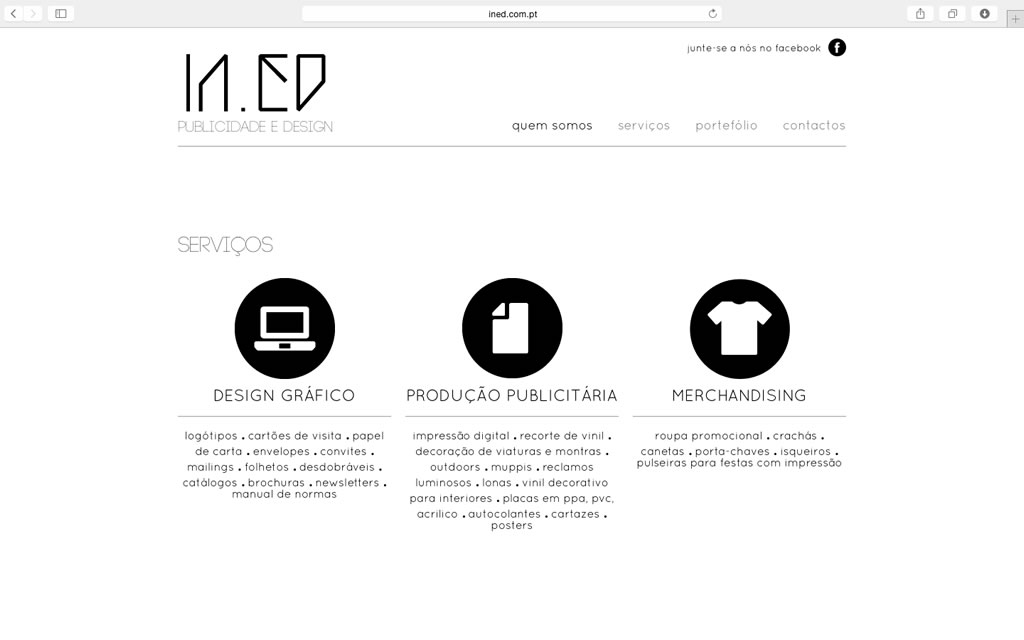 ined.com.pt
junte-se a nós no facebook
IN.ED
PUBLICIDADE E DESIGN
quem somos serviços portefólio contactos
SERVIÇOS
DESIGN GRÁFICO
logótipos . cartões de visita . papel
de carta . envelopes . convites .
mailings . folhetos . desdobráveis .
catálogos . brochuras . newsletters .
manual de normas
PRODUÇÃO PUBLICITÁRIA
impressão digital . recorte de vinil .
decoração de viaturas e montras .
outdoors . muppis . reclamos
luminosos . lonas . vinil decorativo
para interiores . placas em ppa, pvc,
acrilico . autocolantes . cartazes .
posters
MERCHANDISING
roupa promocional . crachás .
canetas . porta-chaves . isqueiros .
pulseiras para festas com impressão